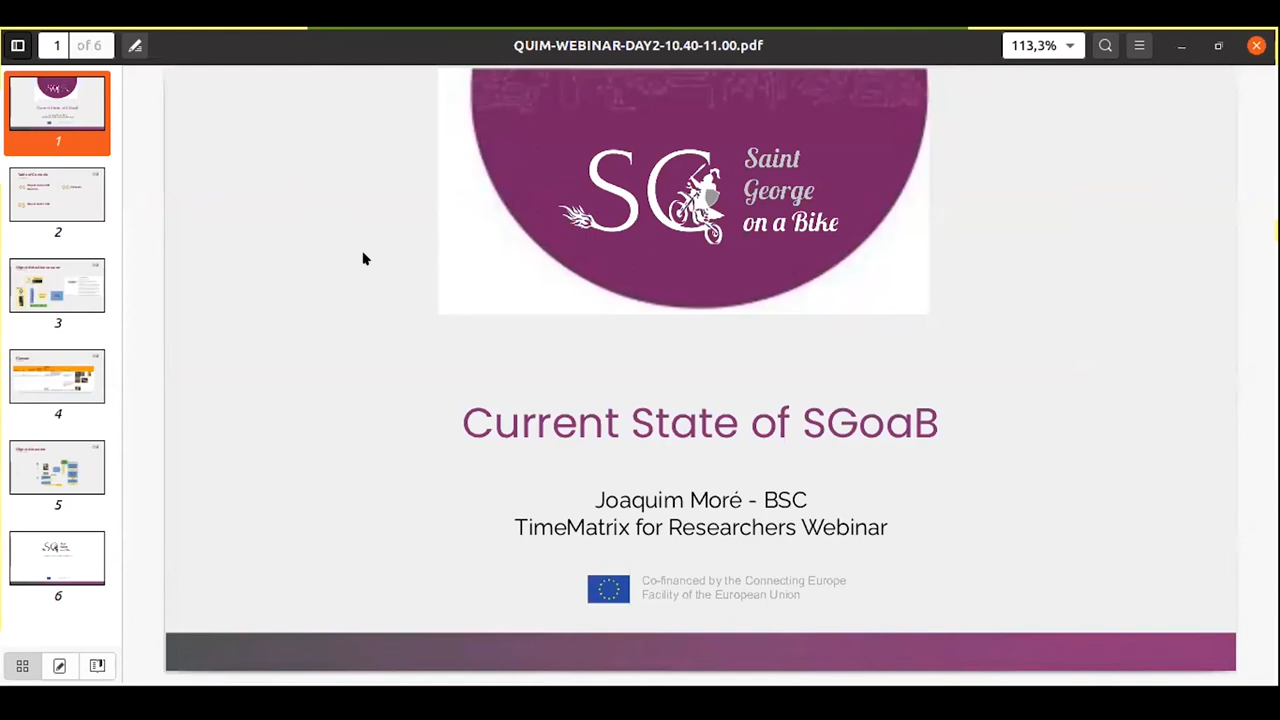 1 of 6
QUIM-WEBINAR-DAY2-10.40-11.00.pdf
113,3%
1
2
3
4
5
6
SG
Saint
George
on a Bike
Current State of SGoaB
Joaquim Moré - BSC
TimeMatrix for Researchers Webinar
Co-financed by the Connecting Europe
Facility of the European Union